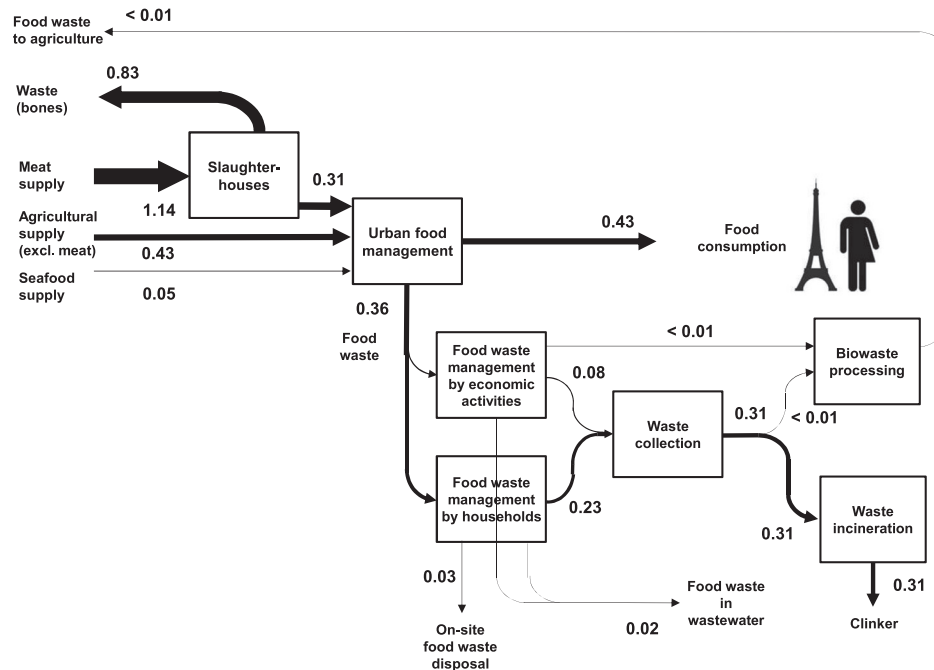 Food waste
to agriculture
< 0.01
0.83
Waste
(bones)
Slaughter-
houses
Meat
supply
0.31
1.14
Agricultural
supply
(excl. meat)
0.43
Urban food
management
0.43
Food
consumption
Seafood
supply
0.05
0.36
Food
waste
Food waste
management
by economic
activities
< 0.01
Biowaste
processing
0.08
Waste
collection
0.31
< 0.01
Food waste
management
by households
0.23
0.31
Waste
incineration
0.03
0.31
On-site
food waste
disposal
0.02
Food waste
in
wastewater
Clinker